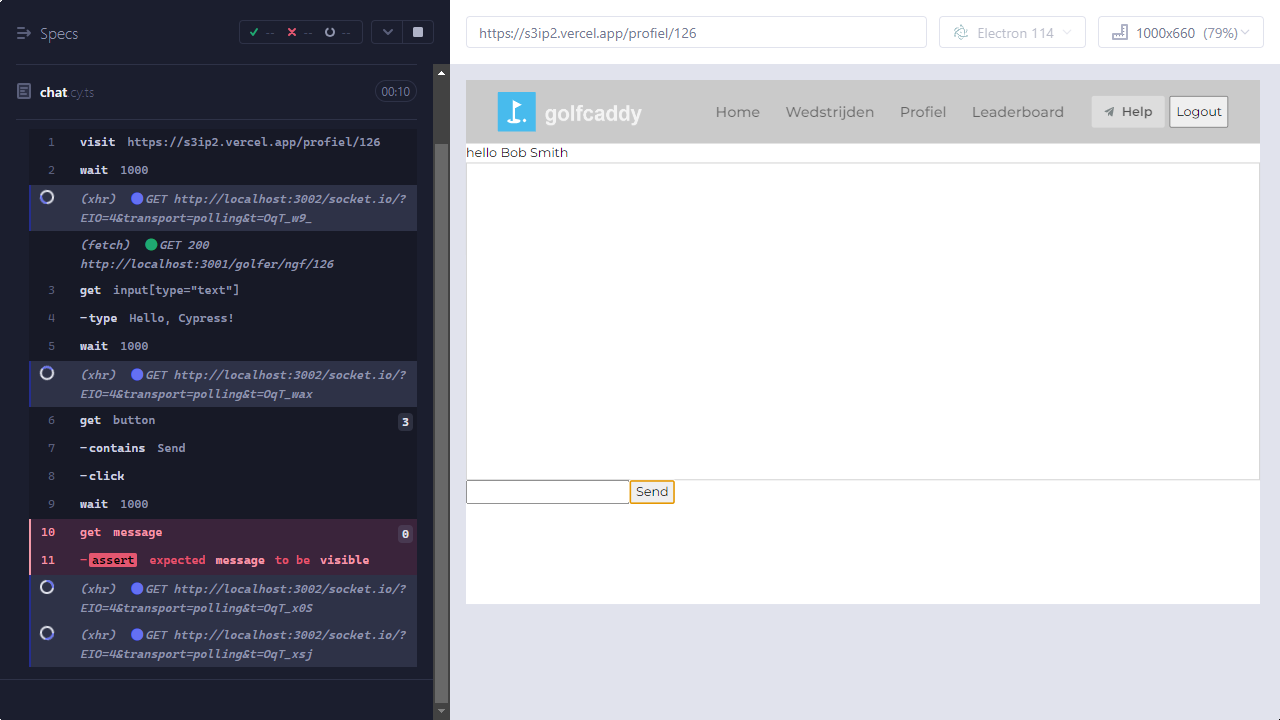 Specs
-- -- --
chat.cy.ts
00:10
1 visit https://s3ip2.vercel.app/profiel/126
2 wait 1000
(xhr) GET http://localhost:3002/socket.io/?
EIO=4&transport=polling&t=OqT_w9_
(fetch) GET 200
http://localhost:3001/golfer/ngf/126
3 get input[type="text"]
4 -type Hello, Cypress!
5 wait 1000
(xhr) GET http://localhost:3002/socket.io/?
EIO=4&transport=polling&t=OqT_wax
6 get button 3
7 -contains Send
8 -click
9 wait 1000
10 get message 0
11 -assert expected message to be visible
(xhr) GET http://localhost:3002/socket.io/?
EIO=4&transport=polling&t=OqT_x0S
(xhr) GET http://localhost:3002/socket.io/?
EIO=4&transport=polling&t=OqT_xsj
https://s3ip2.vercel.app/profiel/126
Electron 114
1000x660 (79%)
golfcaddy
Home Wedstrijden Profiel Leaderboard Help Logout
hello Bob Smith
Send